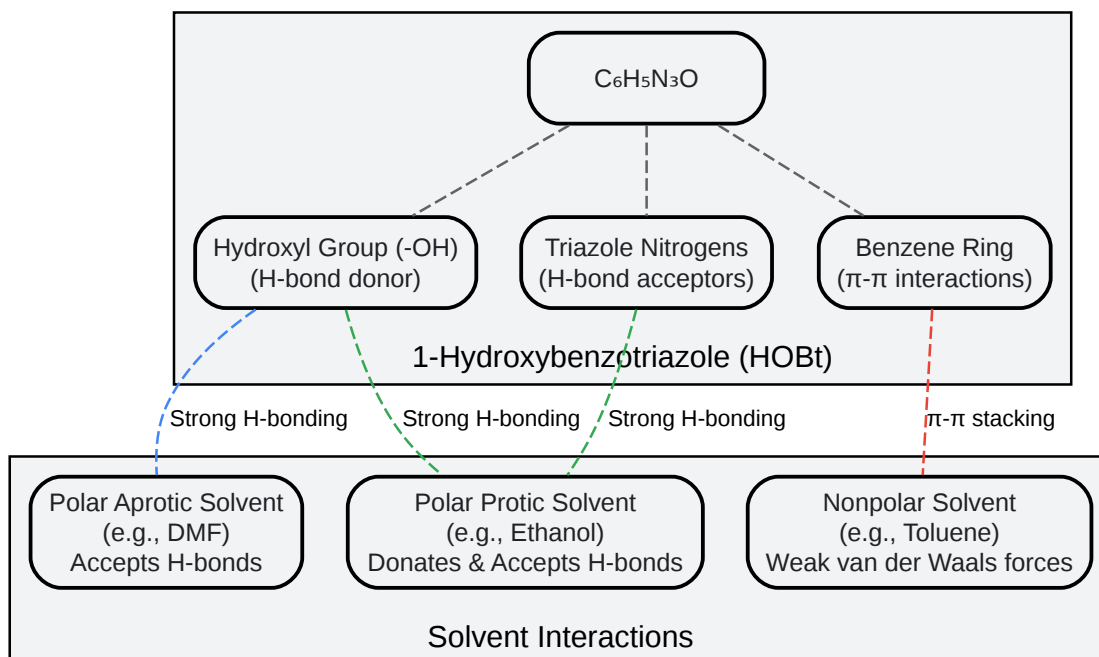 C₆H₅N₃O
Hydroxyl Group (-OH)
(H-bond donor)
Triazole Nitrogens
(H-bond acceptors)
Benzene Ring
(π-π interactions)
1-Hydroxybenzotriazole (HOBt)
Strong H-bonding
Strong H-bonding
Strong H-bonding
π-π stacking
Polar Aprotic Solvent
(e.g., DMF)
Accepts H-bonds
Polar Protic Solvent
(e.g., Ethanol)
Donates & Accepts H-bonds
Nonpolar Solvent
(e.g., Toluene)
Weak van der Waals forces
Solvent Interactions